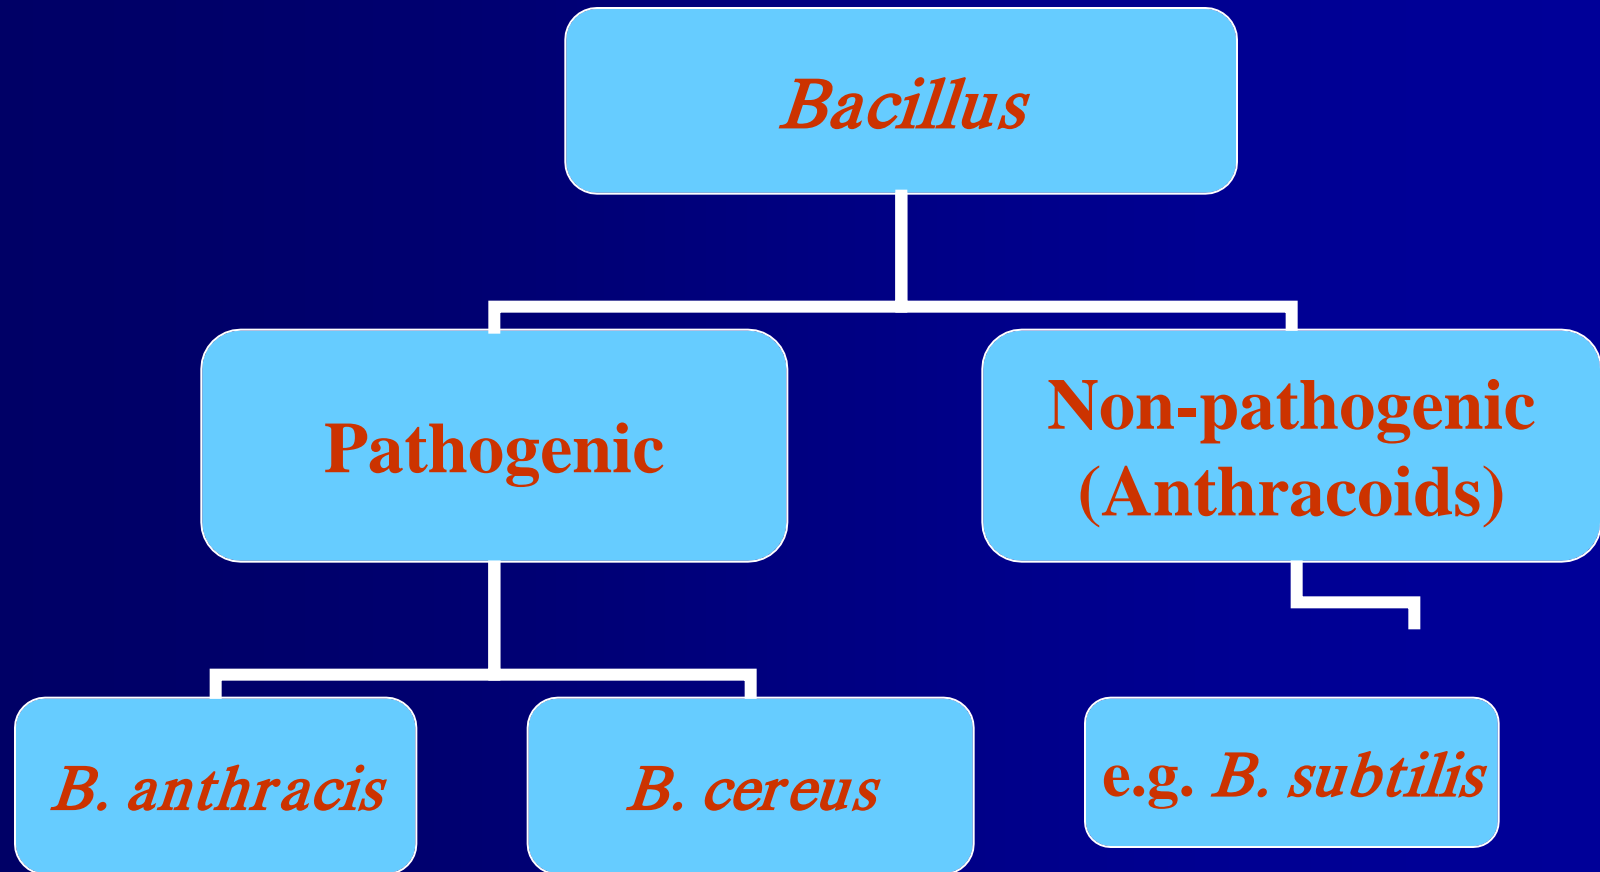 Bacillus
Pathogenic
Non-pathogenic
(Anthracoids)
B. anthracis
B. cereus
e.g. B. subtilis